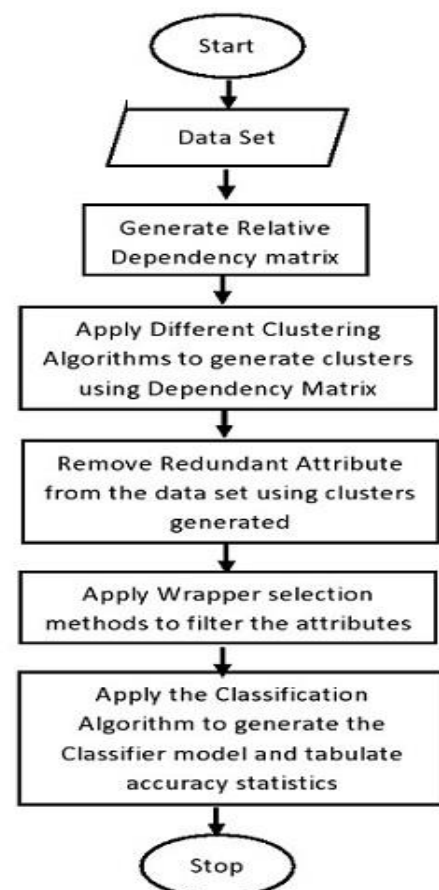 Start
Data Set
Generate Relative
Dependency matrix
Apply Different Clustering
Algorithms to generate clusters
using Dependency Matrix
Remove Redundant Attribute
from the data set using clusters
generated
Apply Wrapper selection
methods to filter the attributes
Apply the Classification
Algorithm to generate the
Classifier model and tabulate
accuracy statistics
Stop